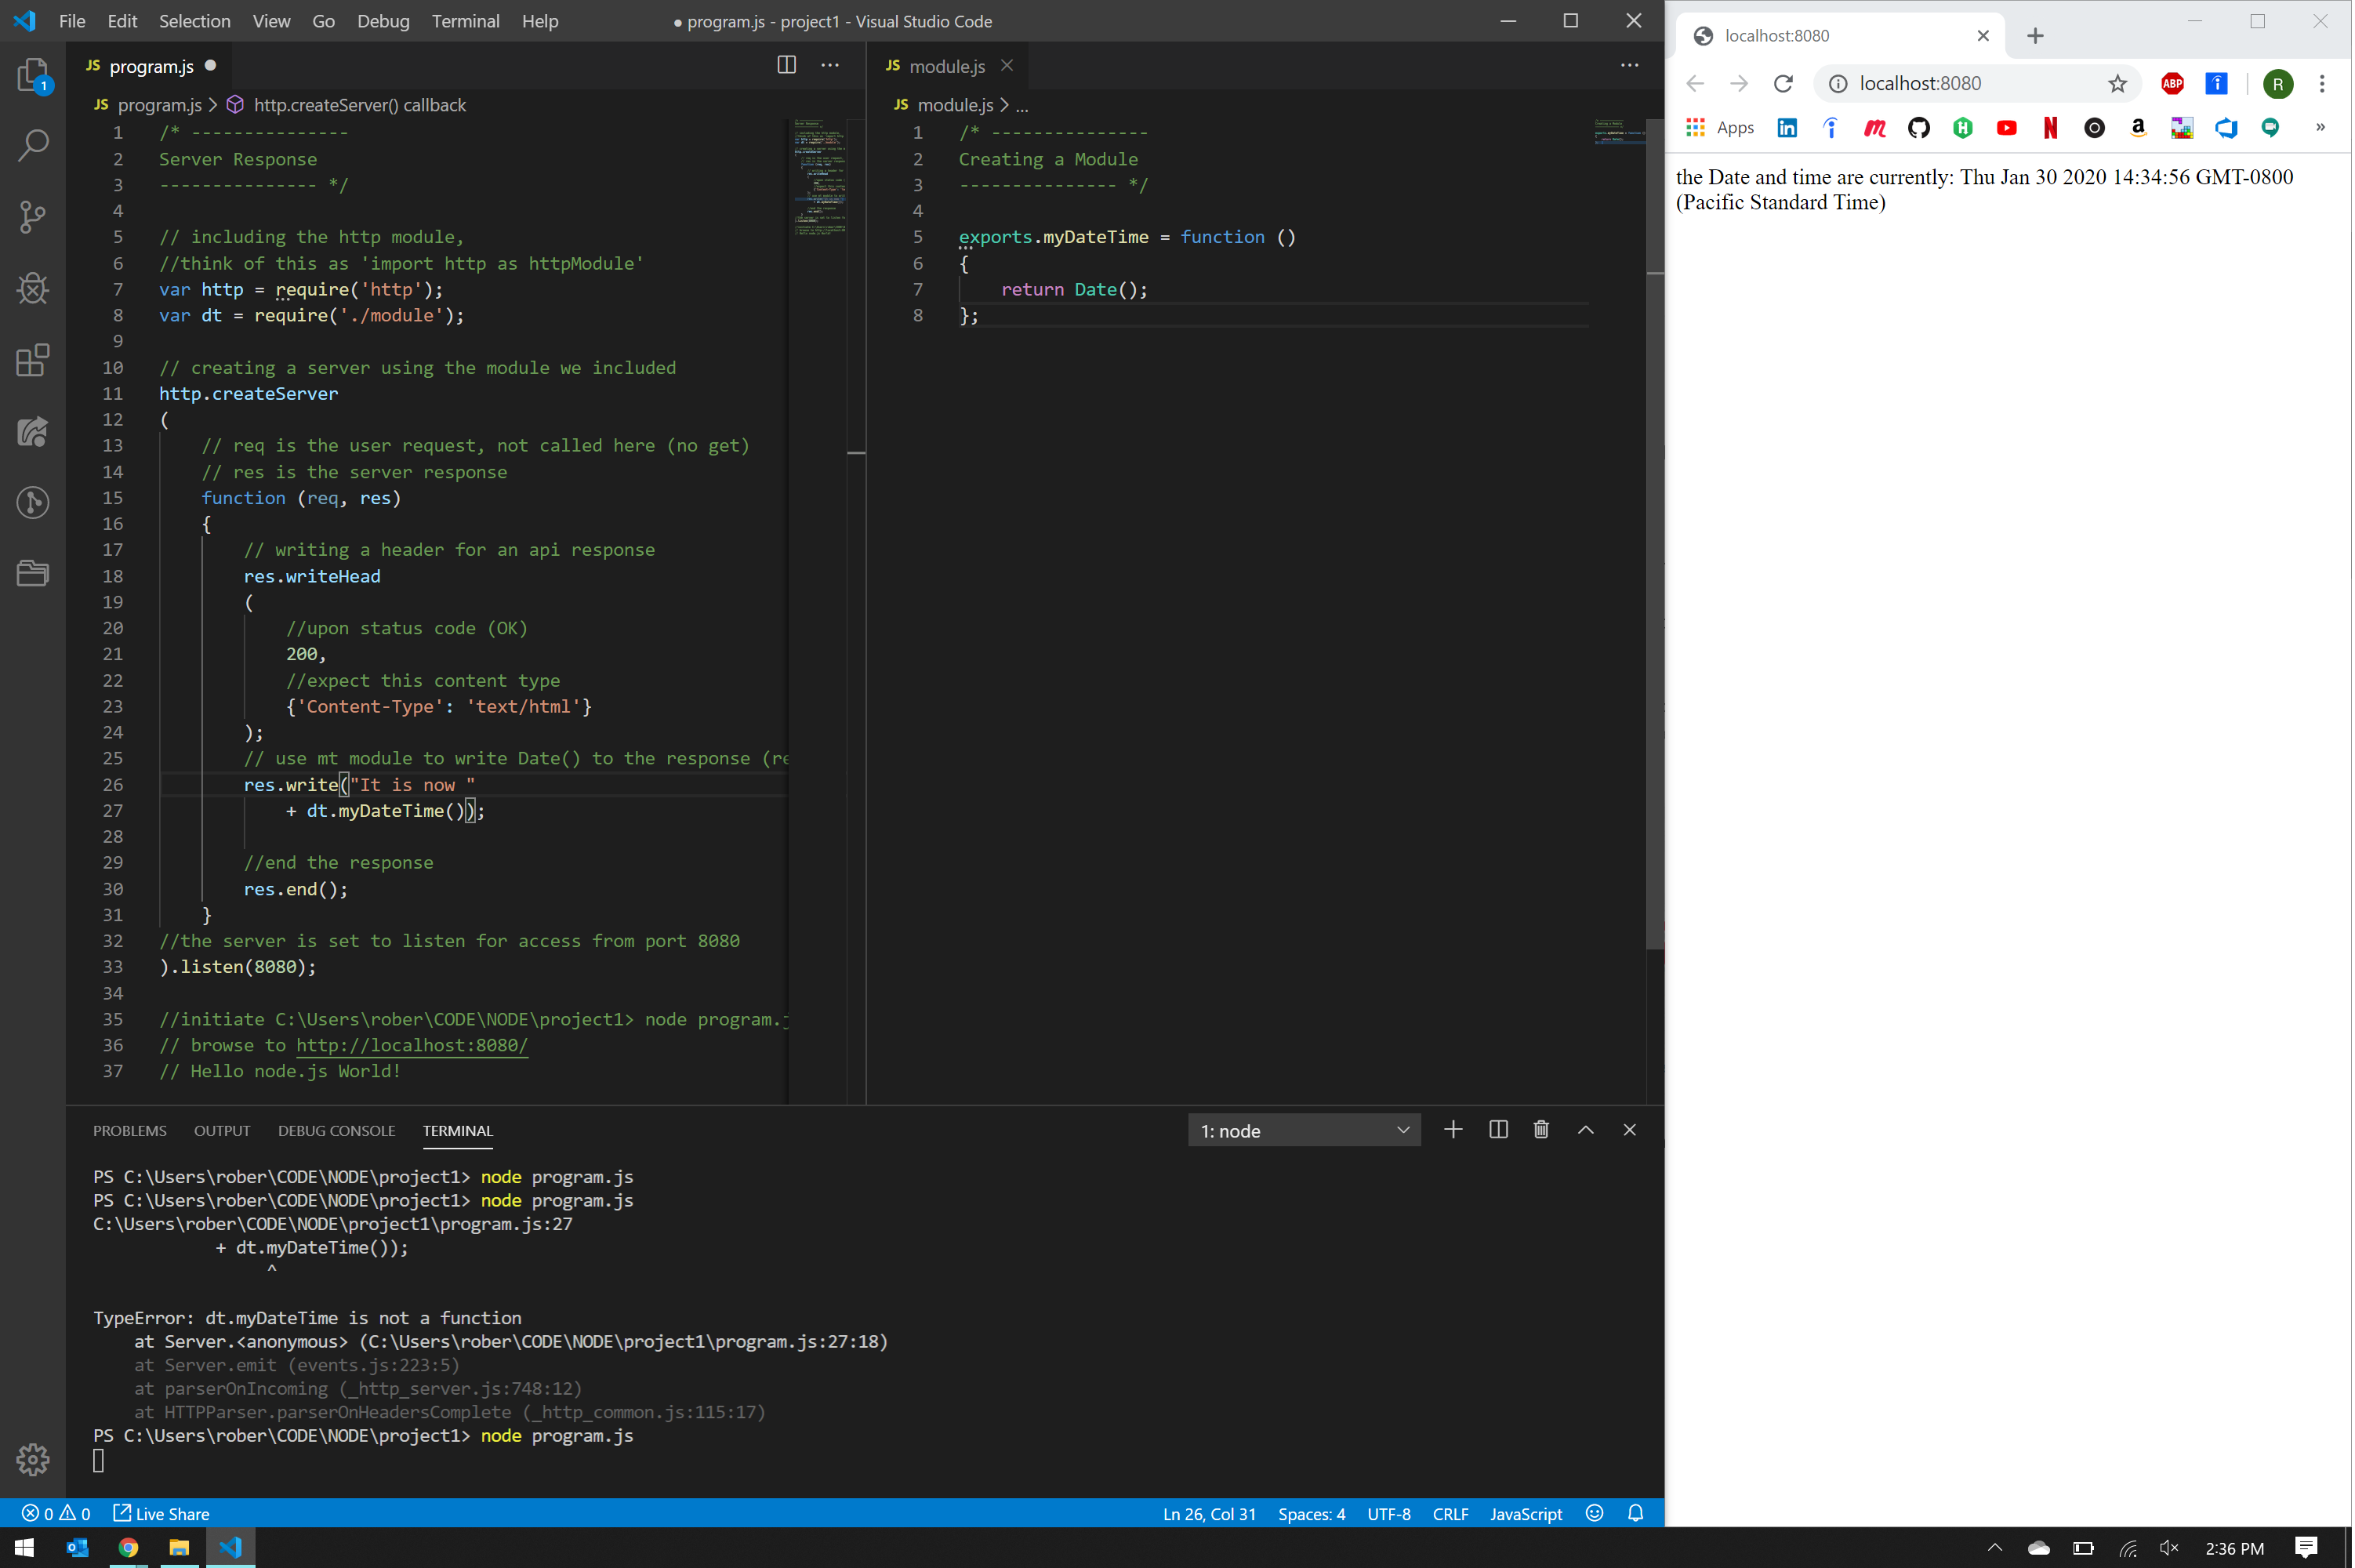 File Edit Selection View Go Debug Terminal Help
● program.js - project1 - Visual Studio Code
JS program.js ●
JS program.js > http.createServer() callback
1 /* ---------------
2 Server Response
3 --------------- */
4
5 // including the http module,
6 //think of this as 'import http as httpModule'
7 var http = require('http');
8 var dt = require('./module');
9
10 // creating a server using the module we included
11 http.createServer
12 (
13 // req is the user request, not called here (no get)
14 // res is the server response
15 function (req, res)
16 {
17 // writing a header for an api response
18 res.writeHead
19 (
20 //upon status code (OK)
21 200,
22 //expect this content type
23 {'Content-Type': 'text/html'}
24 );
25 // use mt module to write Date() to the response (re
26 res.write("It is now "
27 + dt.myDateTime());
28
29 //end the response
30 res.end();
31 }
32 //the server is set to listen for access from port 8080
33 ).listen(8080);
34
35 //initiate C:\Users\rober\CODE\NODE\project1> node program.j
36 // browse to http://localhost:8080/
37 // Hello node.js World!
JS module.js
JS module.js > ...
1 /* ---------------
2 Creating a Module
3 --------------- */
4
5 exports.myDateTime = function ()
6 {
7 return Date();
8 };
PROBLEMS OUTPUT DEBUG CONSOLE TERMINAL
1: node
PS C:\Users\rober\CODE\NODE\project1> node program.js
PS C:\Users\rober\CODE\NODE\project1> node program.js
C:\Users\rober\CODE\NODE\project1\program.js:27
+ dt.myDateTime());
^
TypeError: dt.myDateTime is not a function
at Server.<anonymous> (C:\Users\rober\CODE\NODE\project1\program.js:27:18)
at Server.emit (events.js:223:5)
at parserOnIncoming (_http_server.js:748:12)
at HTTPParser.parserOnHeadersComplete (_http_common.js:115:17)
PS C:\Users\rober\CODE\NODE\project1> node program.js
1
0 0 Live Share
Ln 26, Col 31 Spaces: 4 UTF-8 CRLF JavaScript
localhost:8080
localhost:8080
ABP
R
Apps
the Date and time are currently: Thu Jan 30 2020 14:34:56 GMT-0800
(Pacific Standard Time)
2:36 PM